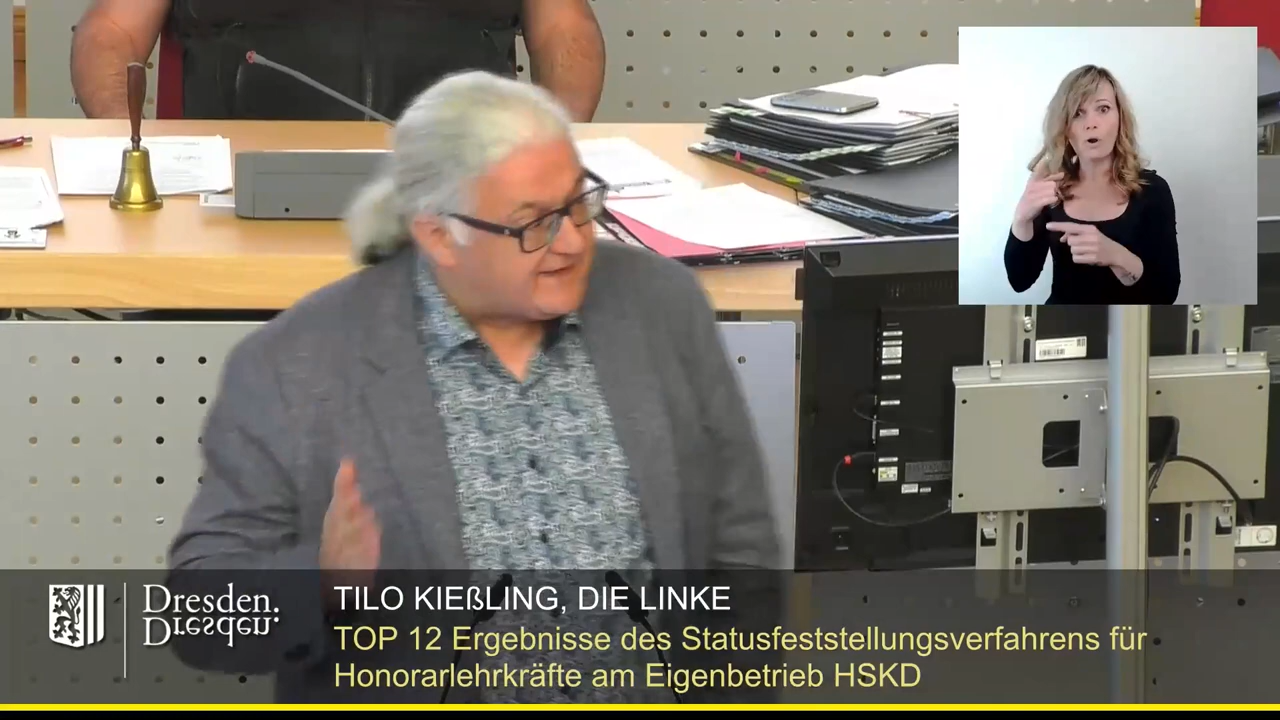 TILO KIEßLING, DIE LINKE
Dresden.
Dresden.
TOP 12 Ergebnisse des Statusfeststellungsverfahrens für
Honorarlehrkräfte am Eigenbetrieb HSKD